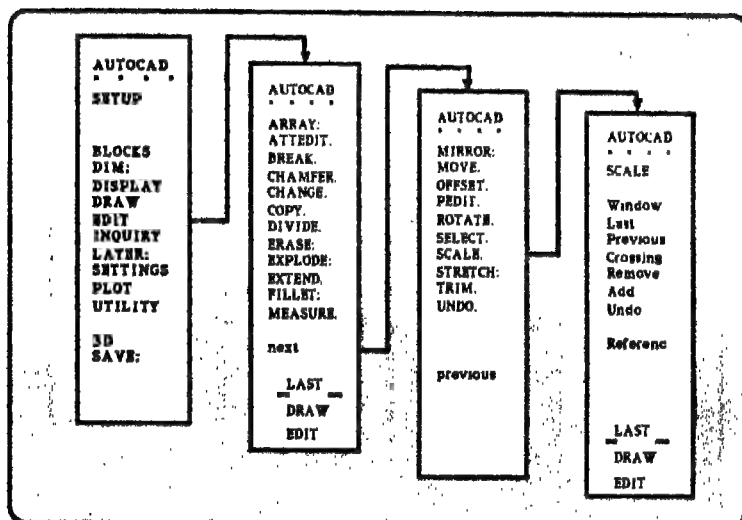 AUTOCAD
* * * *
SETUP
BLOCKS
DIM:
DISPLAY
DRAW
EDIT
INQUIRY
LAYER:
SETTINGS
PLOT
UTILITY
3D
SAVE:
AUTOCAD
* * * *
ARRAY:
ATTEDIT.
BREAK.
CHAMFER.
CHANGE.
COPY.
DIVIDE.
ERASE:
EXPLODE:
EXTEND.
FILLET:
MEASURE.
next
__LAST__
DRAW
EDIT
AUTOCAD
* * * *
MIRROR:
MOVE.
OFFSET.
PEDIT.
ROTATE.
SELECT.
SCALE.
STRETCH:
TRIM.
UNDO.
previous
AUTOCAD
* * * *
SCALE
Window
Last
Previous
Crossing
Remove
Add
Undo
Referenc
__LAST__
DRAW
EDIT